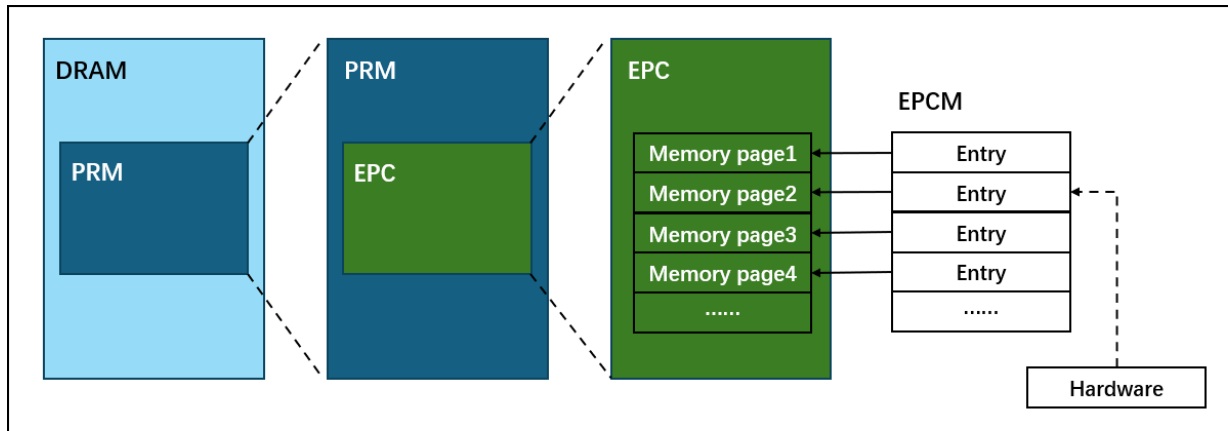 DRAM
PRM
PRM
EPC
EPC
Memory page1
Memory page2
Memory page3
Memory page4
......
EPCM
Entry
Entry
Entry
Entry
......
Hardware